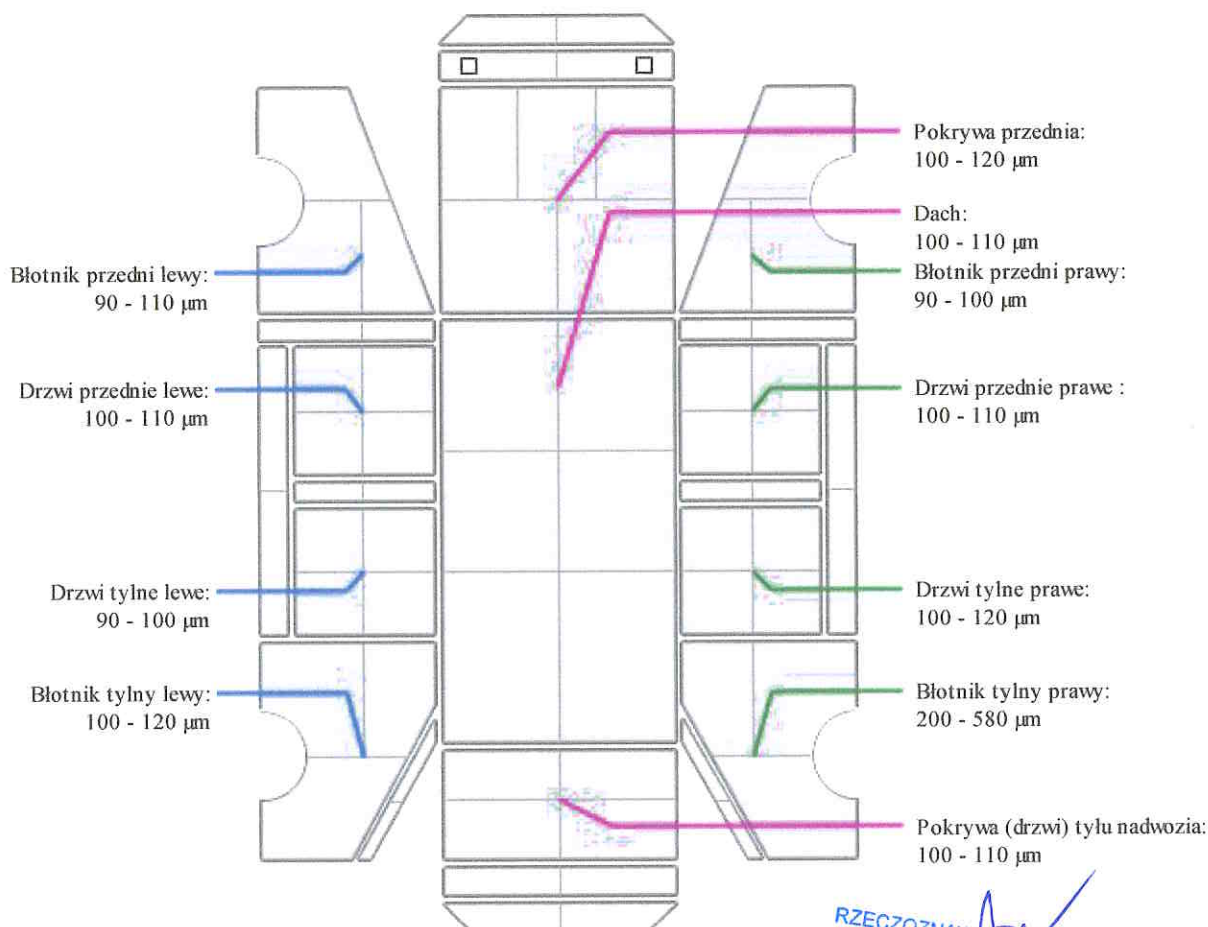 Pokrywa przednia:
100 - 120 µm
Dach:
100 - 110 µm
Błotnik przedni lewy:
90 - 110 µm
Błotnik przedni prawy:
90 - 100 µm
Drzwi przednie lewe:
100 - 110 µm
Drzwi przednie prawe :
100 - 110 µm
Drzwi tylne lewe:
90 - 100 µm
Drzwi tylne prawe:
100 - 120 µm
Błotnik tylny lewy:
100 - 120 µm
Błotnik tylny prawy:
200 - 580 µm
Pokrywa (drzwi) tyłu nadwozia:
100 - 110 µm